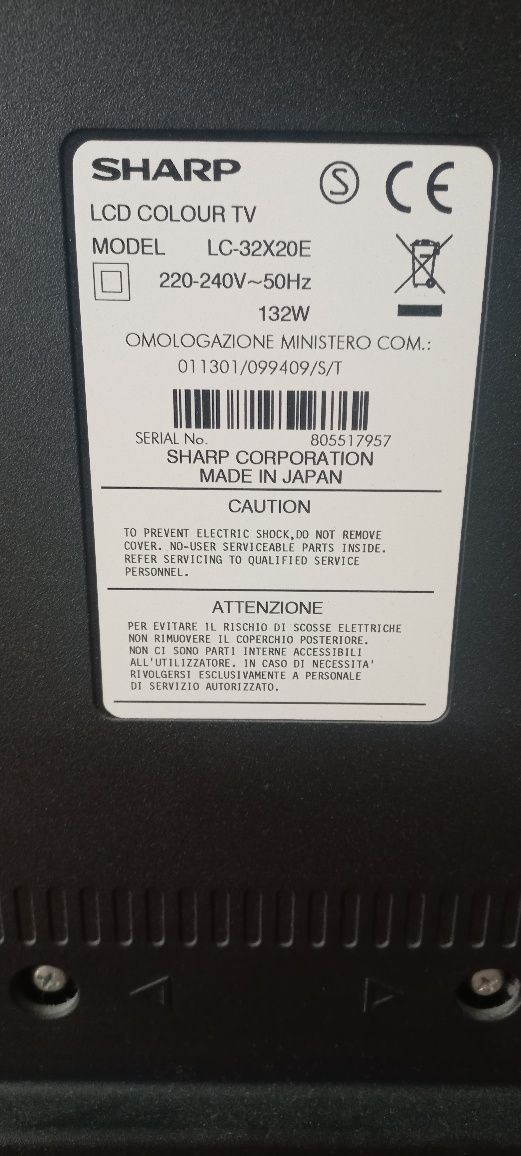 SHARP
S
CE
LCD COLOUR TV
MODEL LC-32X20E
220-240V~50Hz
132W
OMOLOGAZIONE MINISTERO COM.:
011301/099409/S/T
SERIAL No. 805517957
SHARP CORPORATION
MADE IN JAPAN
CAUTION
TO PREVENT ELECTRIC SHOCK,DO NOT REMOVE
COVER. NO-USER SERVICEABLE PARTS INSIDE.
REFER SERVICING TO QUALIFIED SERVICE
PERSONNEL.
ATTENZIONE
PER EVITARE IL RISCHIO DI SCOSSE ELETTRICHE
NON RIMUOVERE IL COPERCHIO POSTERIORE.
NON CI SONO PARTI INTERNE ACCESSIBILI
ALL'UTILIZZATORE. IN CASO DI NECESSITA'
RIVOLGERSI ESCLUSIVAMENTE A PERSONALE
DI SERVIZIO AUTORIZZATO.